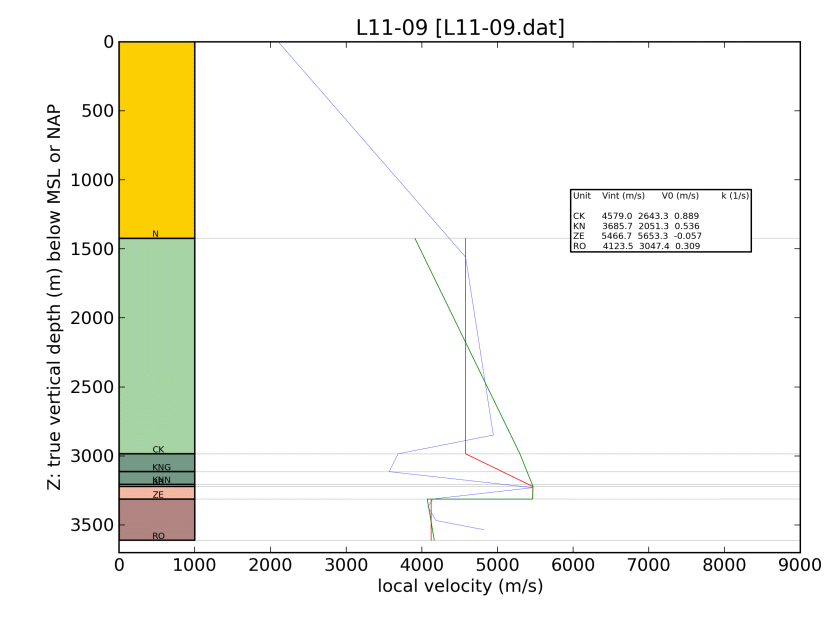 L11-09 [L11-09.dat]
Z: true vertical depth (m) below MSL or NAP
0
500
1000
1500
2000
2500
3000
3500
N
CK
KNG
KNN
ZE
RO
Unit Vint (m/s) V0 (m/s) k (1/s)
CK 4579.0 2643.3 0.889
KN 3685.7 2051.3 0.536
ZE 5466.7 5653.3 -0.057
RO 4123.5 3047.4 0.309
0 1000 2000 3000 4000 5000 6000 7000 8000 9000
local velocity (m/s)